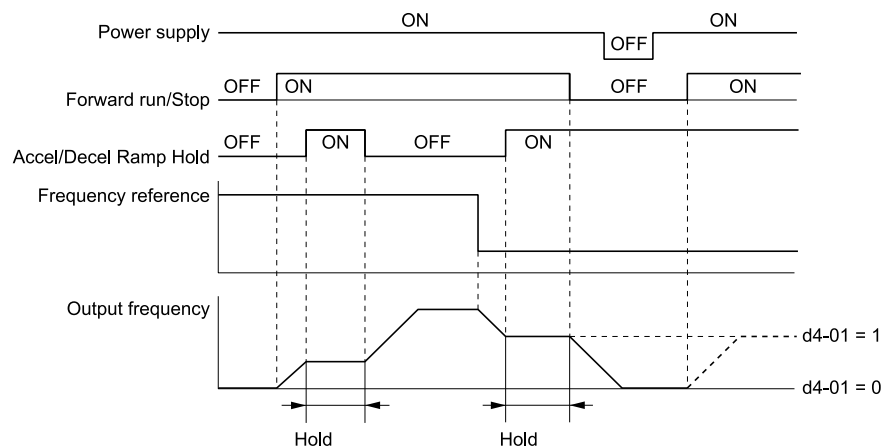 ON
ON
Power supply
OFF
OFF
ON
OFF
ON
Forward run/Stop
OFF
ON
OFF
ON
Accel/Decel Ramp Hold
Frequency reference
Output frequency
d4-01 = 1
d4-01 = 0
Hold
Hold